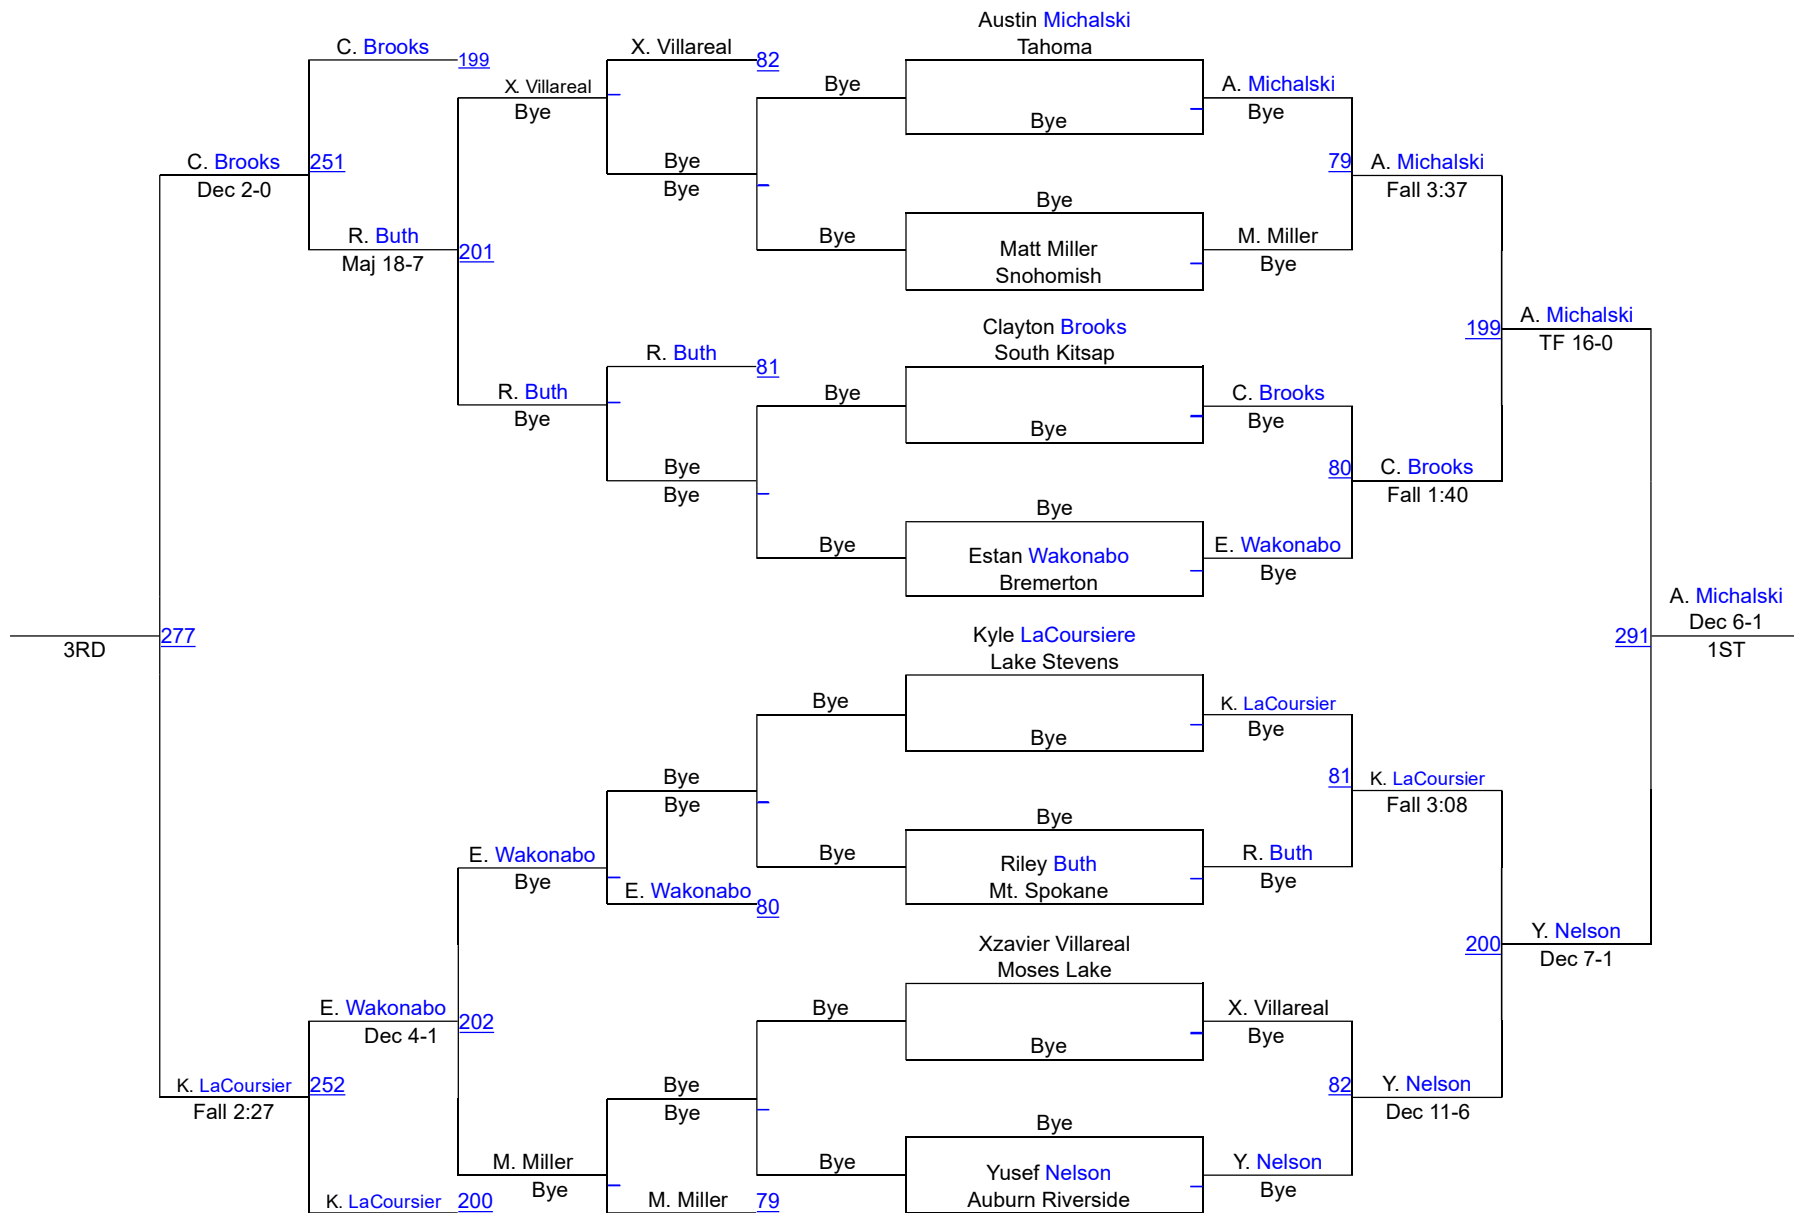 Austin Michalski
Tahoma
C. Brooks
199
X. Villareal
82
X. Villareal
Bye
Bye
A. Michalski
Bye
Bye
C. Brooks
251
Dec 2-0
Bye
Bye
79
A. Michalski
Fall 3:37
Bye
R. Buth
Maj 18-7
201
Bye
Matt Miller
Snohomish
M. Miller
Bye
Clayton Brooks
South Kitsap
199
A. Michalski
TF 16-0
R. Buth
81
R. Buth
Bye
Bye
C. Brooks
Bye
Bye
Bye
Bye
80
C. Brooks
Fall 1:40
Bye
Bye
Estan Wakonabo
Bremerton
E. Wakonabo
Bye
A. Michalski
Dec 6-1
1ST
291
3RD
277
Kyle LaCoursiere
Lake Stevens
Bye
K. LaCoursier
Bye
Bye
Bye
Bye
81
K. LaCoursier
Fall 3:08
Bye
E. Wakonabo
Bye
Bye
Riley Buth
Mt. Spokane
R. Buth
Bye
E. Wakonabo
80
200
Y. Nelson
Dec 7-1
Xzavier Villareal
Moses Lake
E. Wakonabo
Dec 4-1
202
Bye
X. Villareal
Bye
Bye
K. LaCoursier
252
Fall 2:27
Bye
Bye
82
Y. Nelson
Dec 11-6
Bye
M. Miller
Bye
Bye
Yusef Nelson
Auburn Riverside
Y. Nelson
Bye
K. LaCoursier
200
M. Miller
79